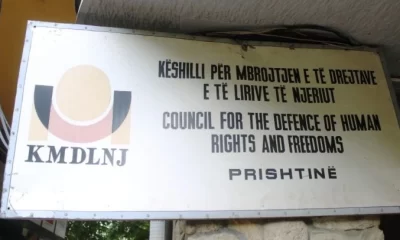 KËSHILLI PËR MBROJTJEN E TË DREJTAVE
E TË LIRIVE TË NJERIUT
COUNCIL FOR THE DEFENCE OF HUMAN
RIGHTS AND FREEDOMS
PRISHTINË
KMDLNJ